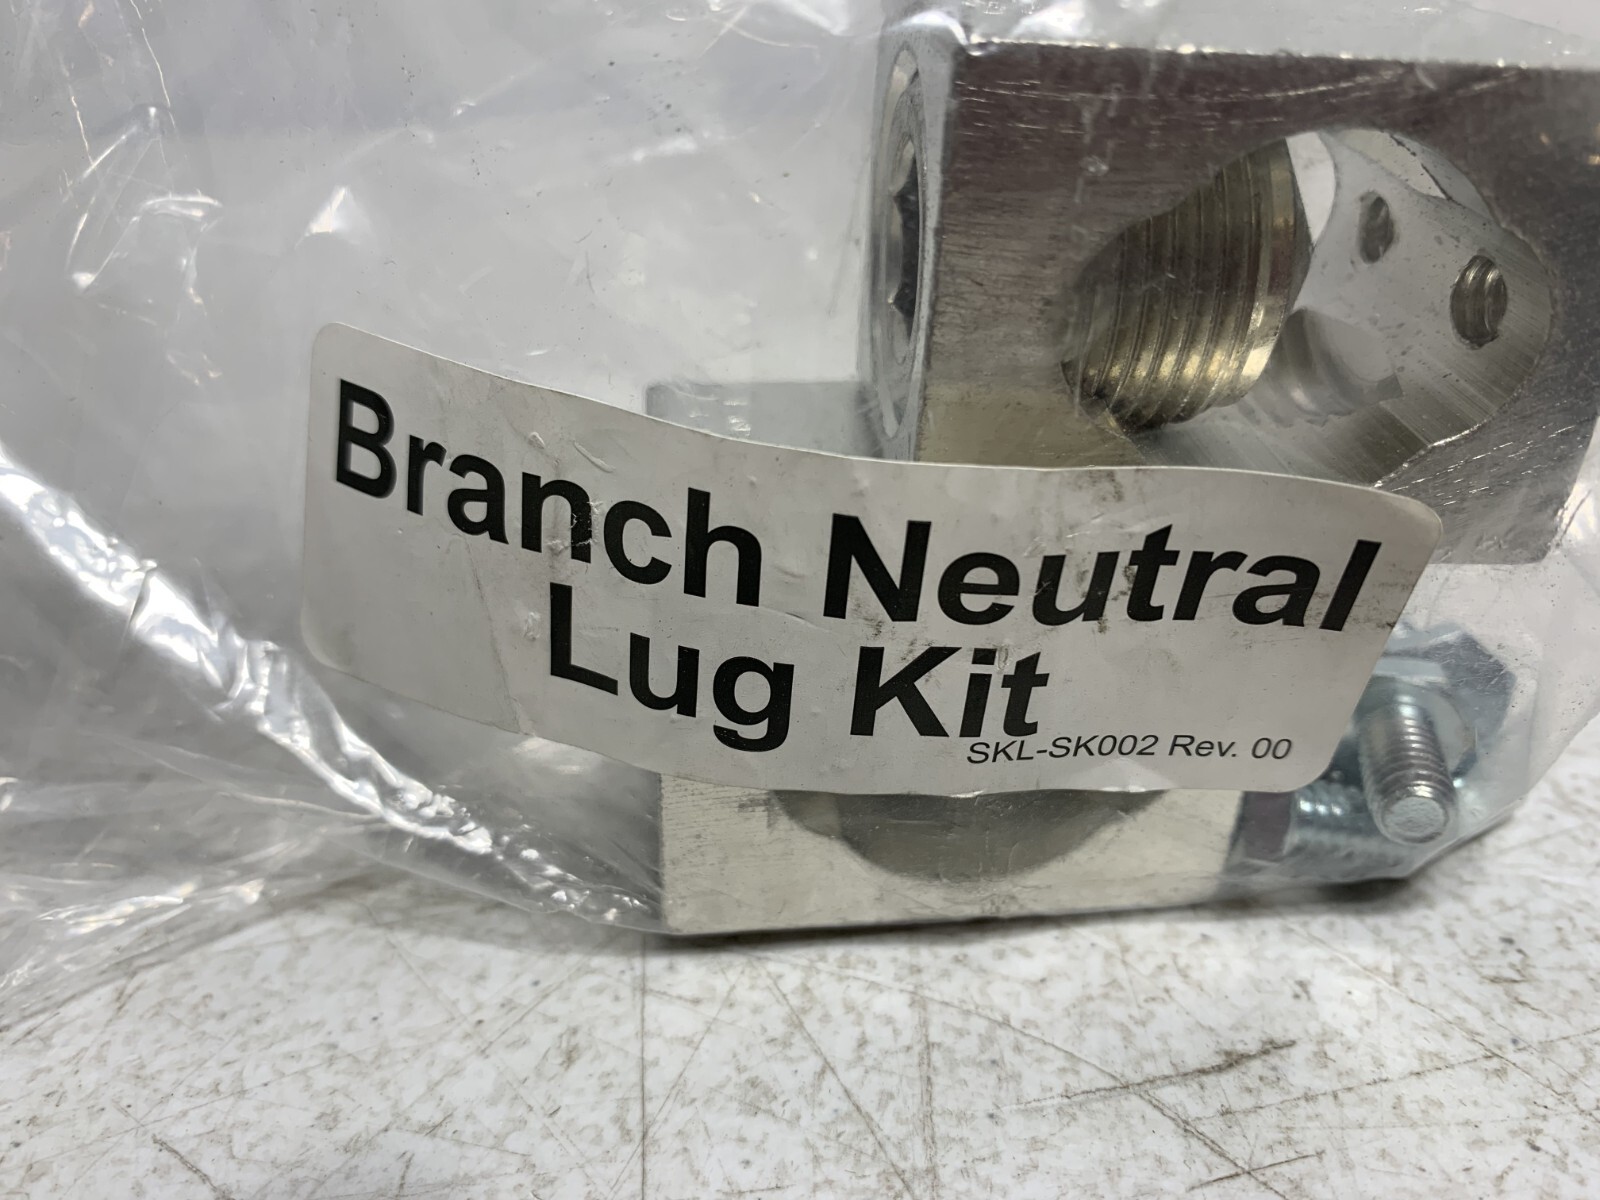 Branch Neutral
Lug Kit
SKL-SK002 Rev. 00